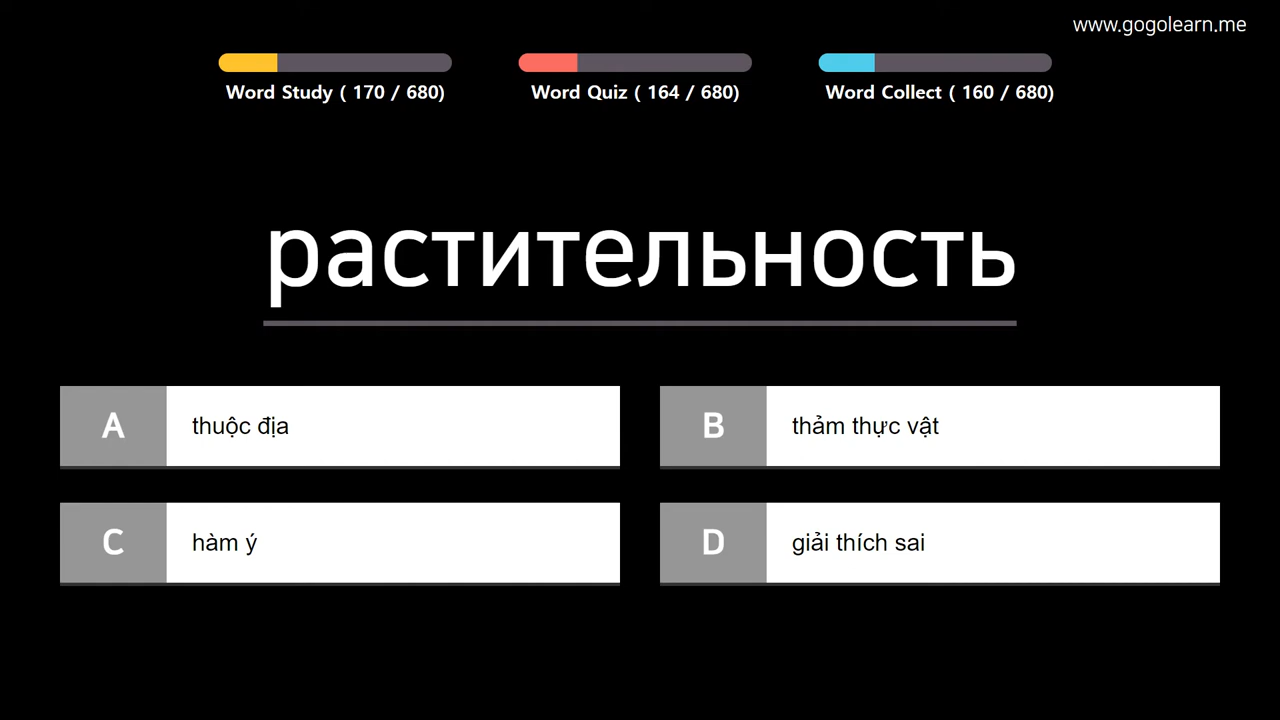 www.gogolearn.me
Word Study ( 170 / 680)
Word Quiz ( 164 / 680)
Word Collect ( 160 / 680)
растительность
A thuộc địa
B thảm thực vật
C hàm ý
D giải thích sai